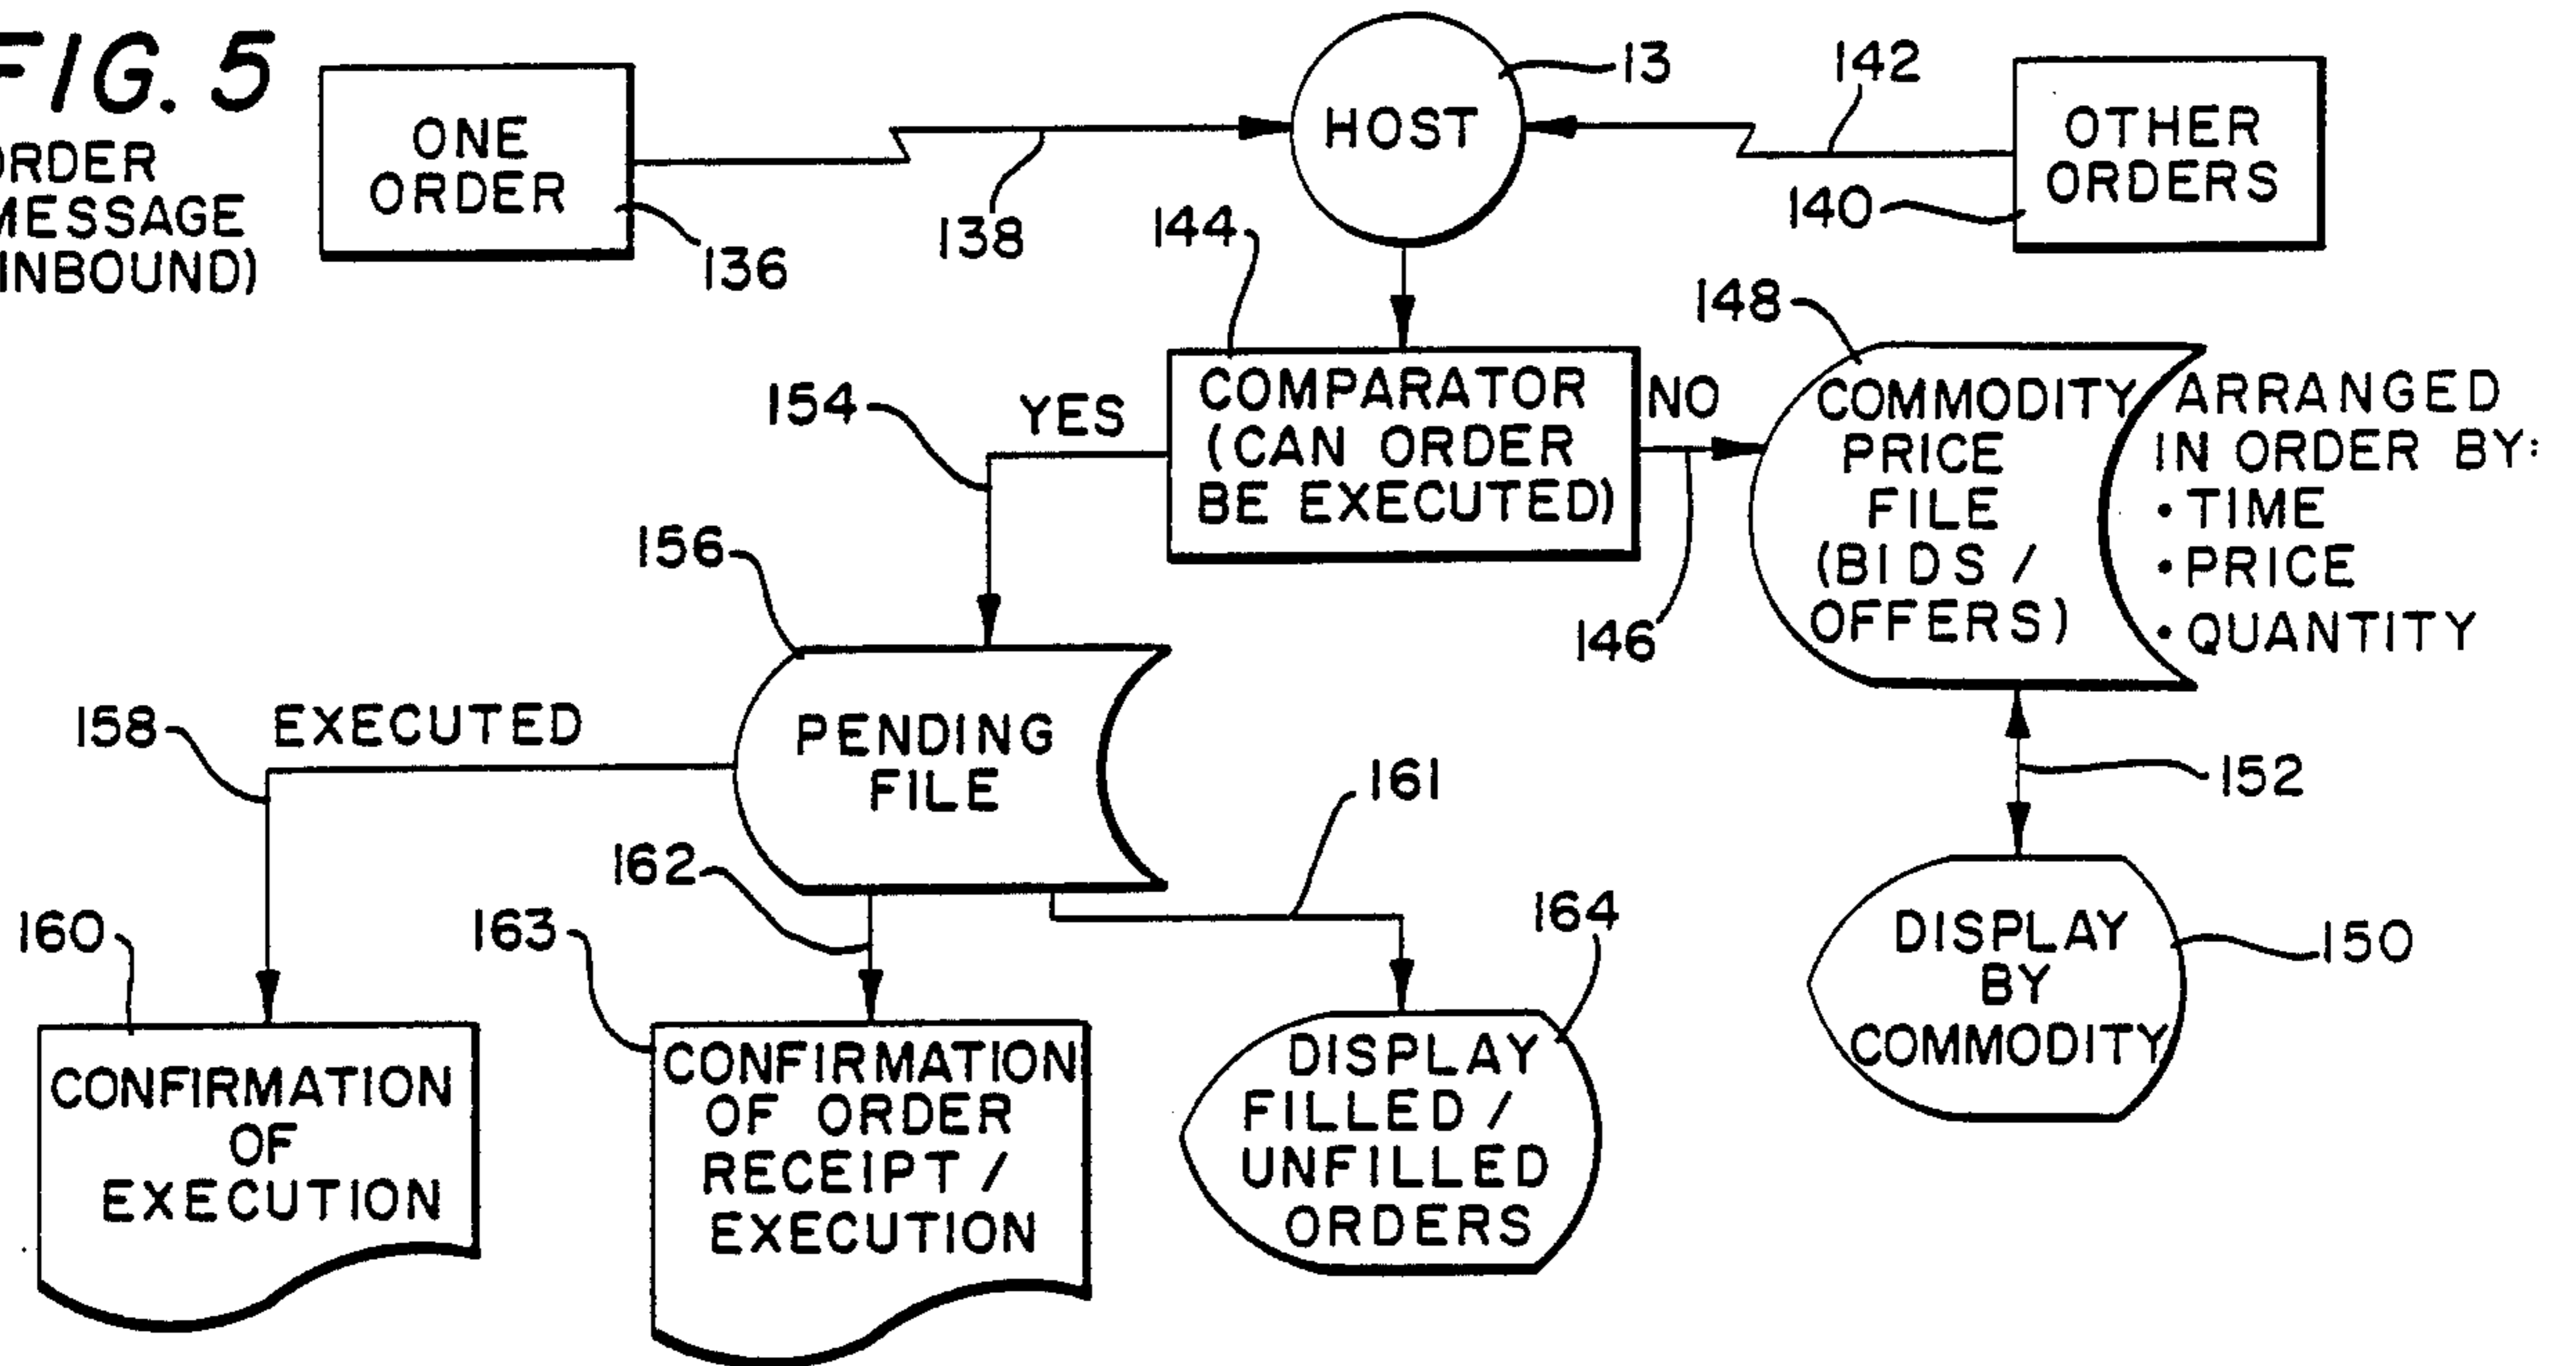 FIG. 5
ORDER
MESSAGE
INBOUND)
ONE
ORDER
136
138
HOST
13
142
OTHER
ORDERS
140
144
COMPARATOR
(CAN ORDER
BE EXECUTED)
YES
154
NO
146
148
COMMODITY
PRICE
FILE
(BIDS /
OFFERS)
ARRANGED
IN ORDER BY:
• TIME
• PRICE
• QUANTITY
156
PENDING
FILE
158
EXECUTED
152
161
162
160
CONFIRMATION
OF
EXECUTION
163
CONFIRMATION
OF ORDER
RECEIPT /
EXECUTION
164
DISPLAY
FILLED /
UNFILLED
ORDERS
DISPLAY
BY
COMMODITY
150